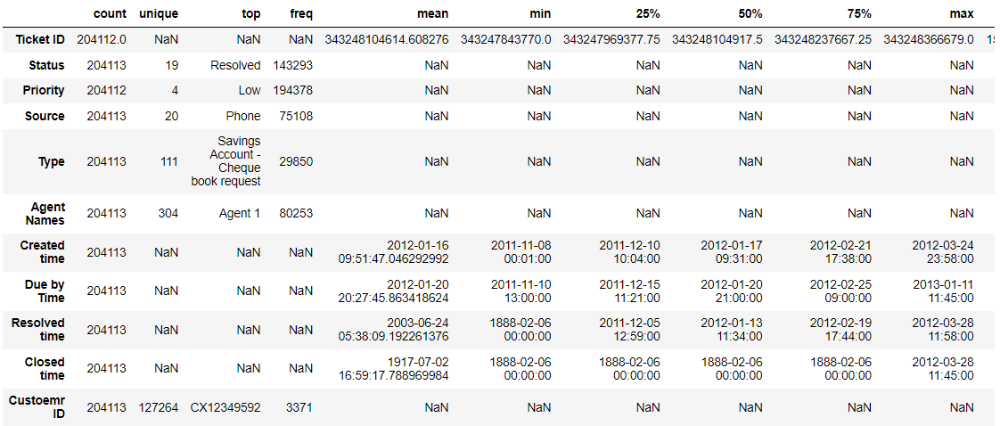 count unique top freq mean min 25% 50% 75% max
Ticket ID 204112.0 NaN NaN NaN 343248104614.608276 343247843770.0 343247969377.75 343248104917.5 343248237667.25 343248366679.0
Status 204113 19 Resolved 143293 NaN NaN NaN NaN NaN NaN
Priority 204112 4 Low 194378 NaN NaN NaN NaN NaN NaN
Source 204113 20 Phone 75108 NaN NaN NaN NaN NaN NaN
Savings
Account -
Type 204113 111 Cheque 29850 NaN NaN NaN NaN NaN NaN
book request
Agent
Names 204113 304 Agent 1 80253 NaN NaN NaN NaN NaN NaN
Created 2012-01-16 2011-11-08 2011-12-10 2012-01-17 2012-02-21 2012-03-24
time 204113 NaN NaN NaN 09:51:47.046292992 00:01:00 10:04:00 09:31:00 17:38:00 23:58:00
Due by 2012-01-20 2011-11-10 2011-12-15 2012-01-20 2012-02-25 2013-01-11
Time 204113 NaN NaN NaN 20:27:45.863418624 13:00:00 11:21:00 21:00:00 09:00:00 11:45:00
Resolved 2003-06-24 1888-02-06 2011-12-05 2012-01-13 2012-02-19 2012-03-28
time 204113 NaN NaN NaN 05:38:09.192261376 00:00:00 12:59:00 11:34:00 17:44:00 11:58:00
Closed 1917-07-02 1888-02-06 1888-02-06 1888-02-06 1888-02-06 2012-03-28
time 204113 NaN NaN NaN 16:59:17.788969984 00:00:00 00:00:00 00:00:00 00:00:00 11:45:00
Custoemr
ID 204113 127264 CX12349592 3371 NaN NaN NaN NaN NaN NaN